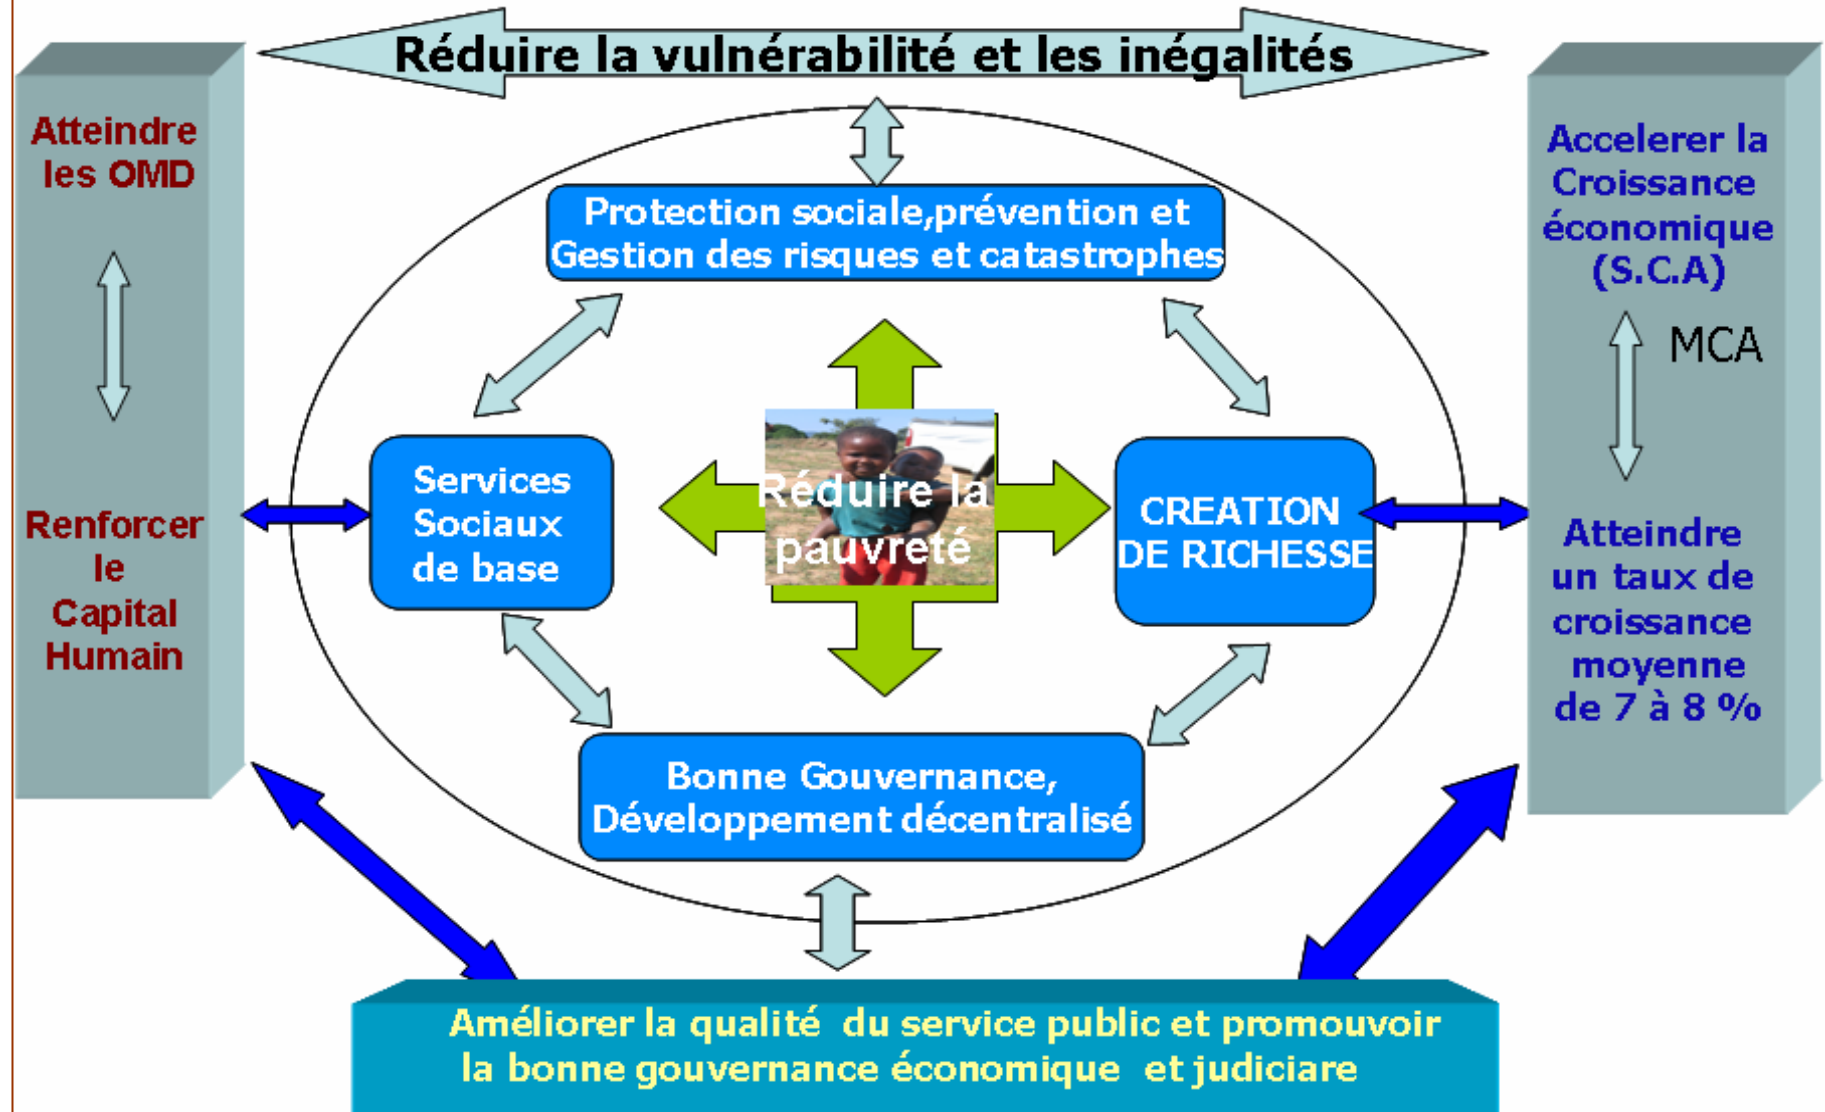 Réduire la vulnérabilité et les inégalités
Atteindre
les OMD
Renforcer
le
Capital
Humain
Protection sociale,prévention et
Gestion des risques et catastrophes
Services
Sociaux
de base
Réduire la
pauvreté
CREATION
DE RICHESSE
Bonne Gouvernance,
Développement décentralisé
Accelerer la
Croissance
économique
(S.C.A)
MCA
Atteindre
un taux de
croissance
moyenne
de 7 à 8 %
Améliorer la qualité du service public et promouvoir
la bonne gouvernance économique et judiciare